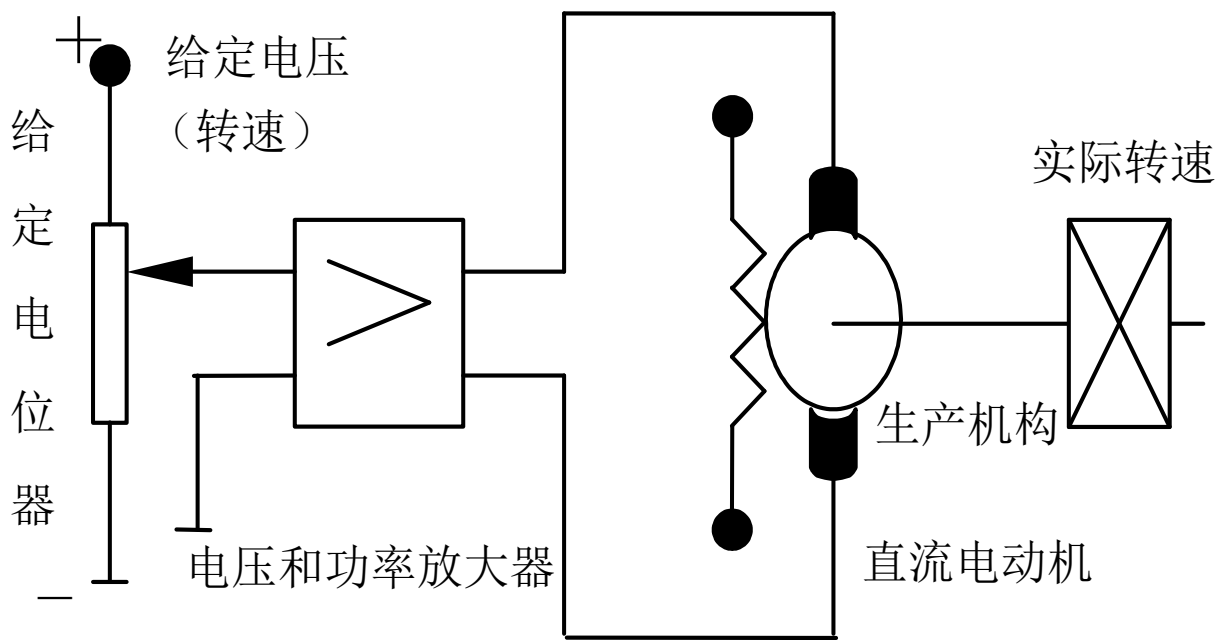 +
给定电压
（转速）
给定电位器
实际转速
生产机构
电压和功率放大器
直流电动机
—